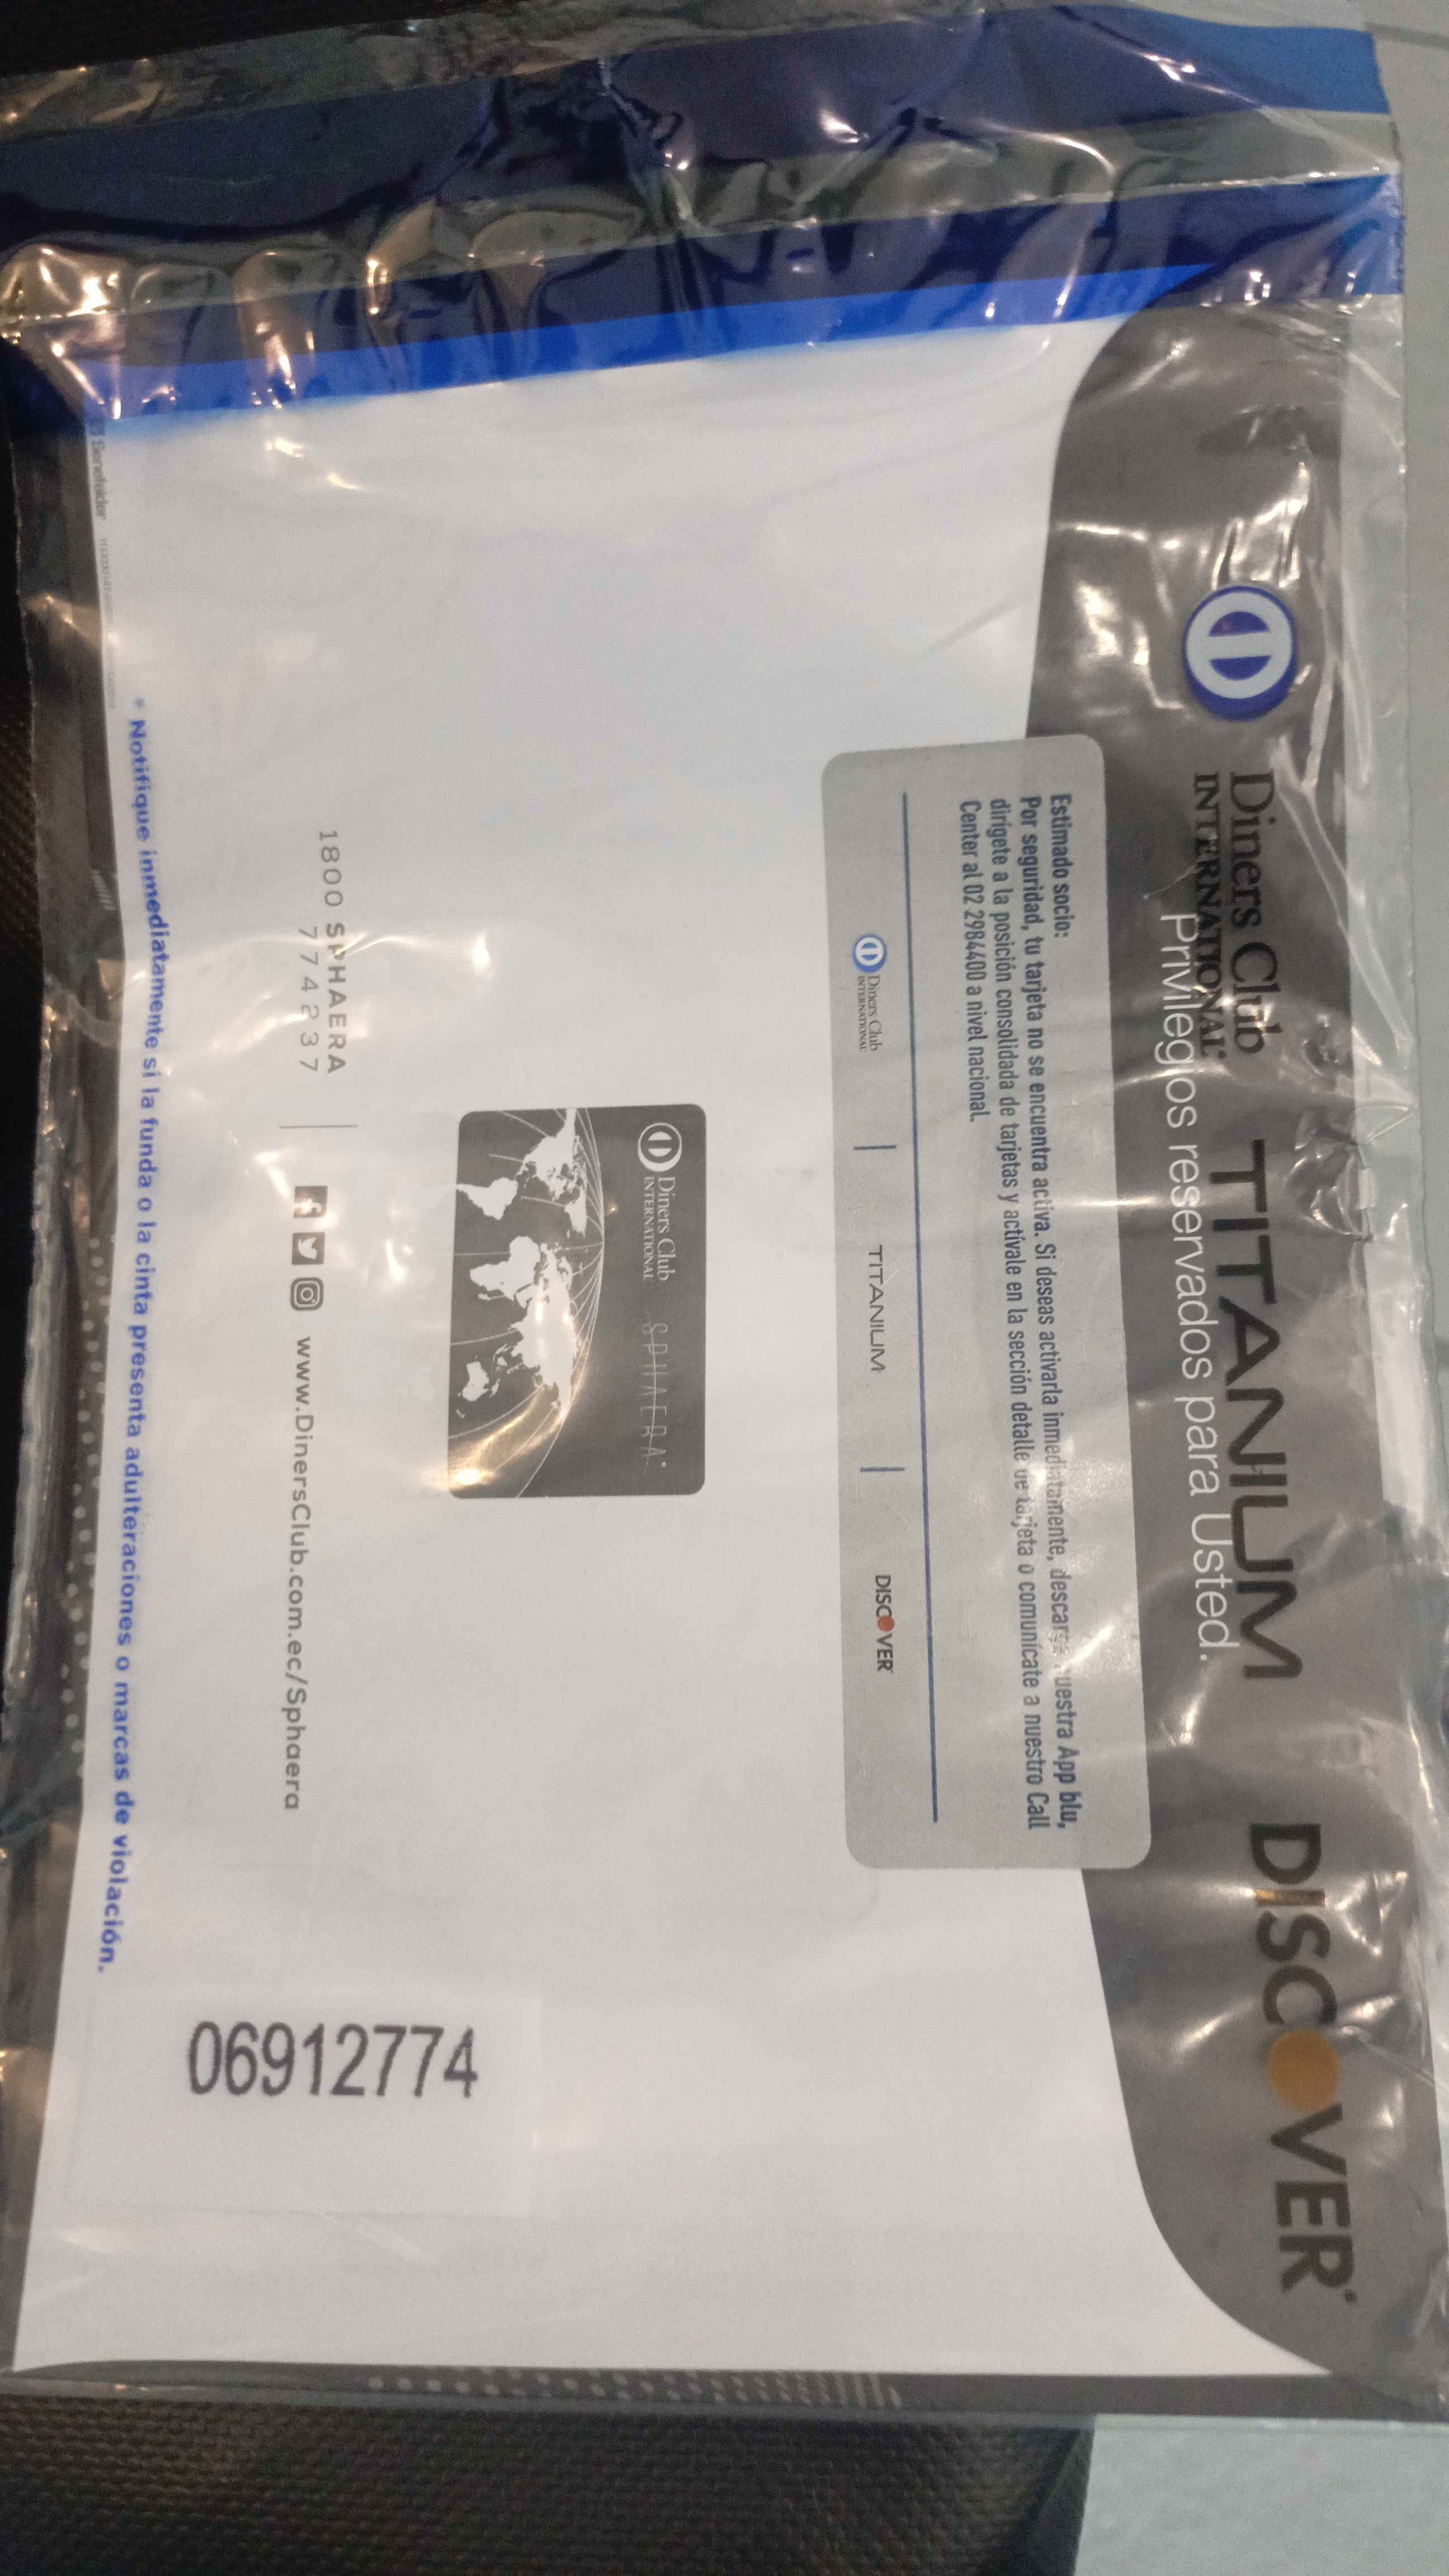 Diners Club
INTERNATIONAL®
TITANIUM
DISCOVER®
Privilegios reservados para Usted.
Estimado socio:
Por seguridad, tu tarjeta no se encuentra activa. Si deseas activarla inmediatamente, descarga nuestra App blu,
dirígete a la posición consolidada de tarjetas y actívale en la sección detalle de tarjeta o comunícate a nuestro Call
Center al 02 2984400 a nivel nacional.
Diners Club
INTERNATIONAL
TITANIUM
DISCOVER
Diners Club
INTERNATIONAL
SPHAERA
1800 SPHAERA
774237
www.DinersClub.com.ec/Sphaera
06912774
* Notifique inmediatamente si la funda o la cinta presenta adulteraciones o marcas de violación.